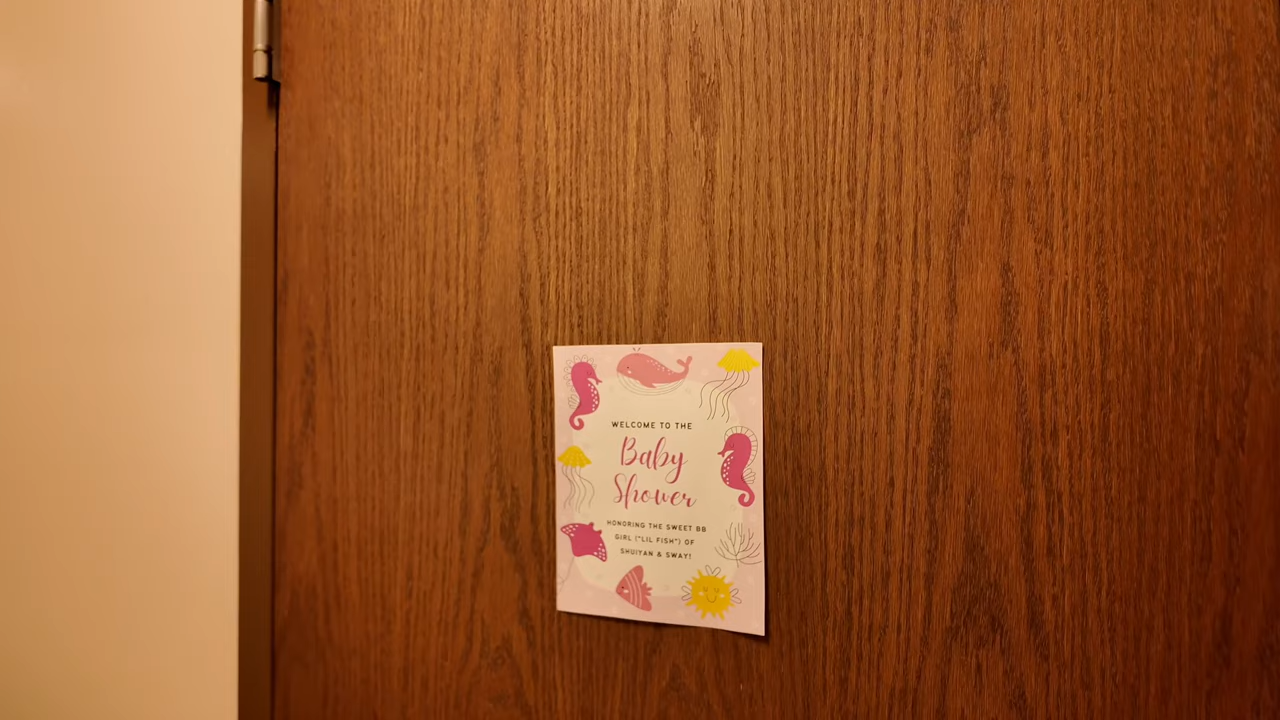 WELCOME TO THE
Baby
Shower
HONORING THE SWEET BB
GIRL ("LIL FISH") OF
SHUIYAN & SWAY!